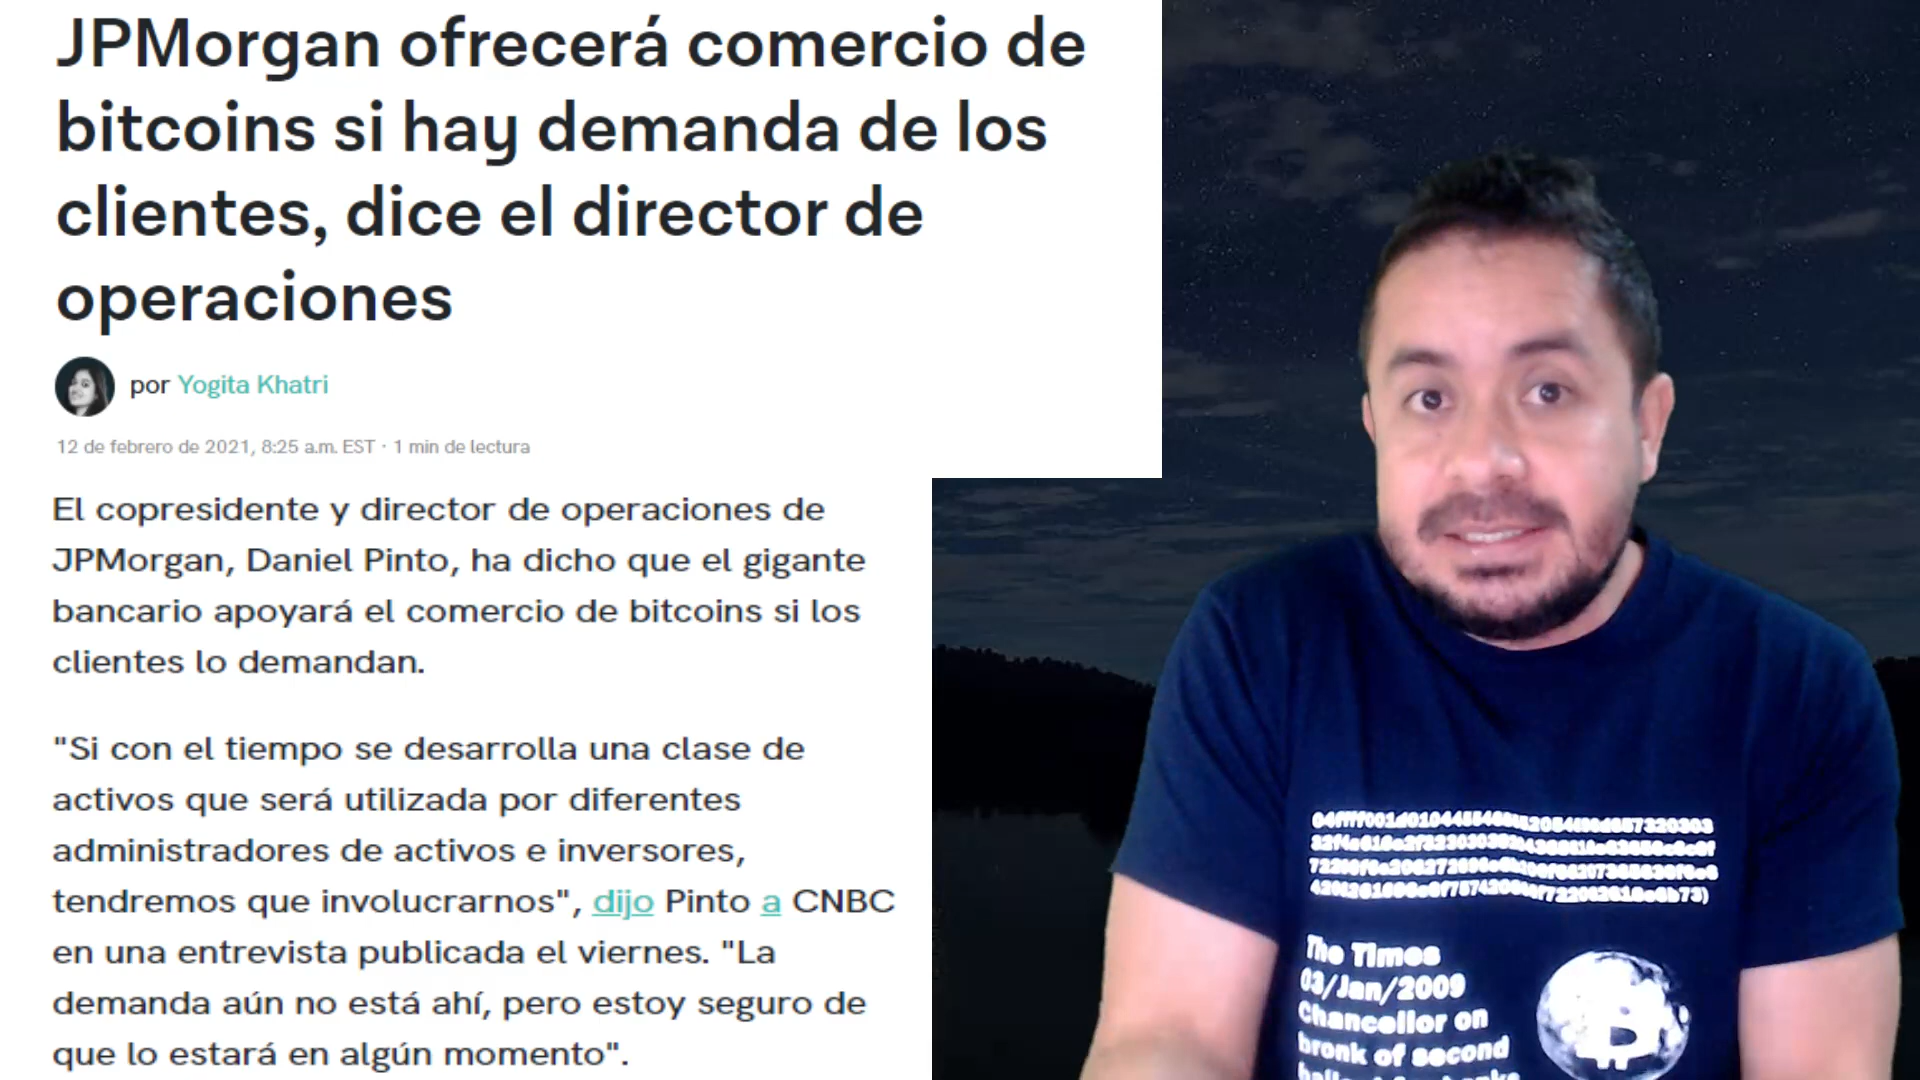 JPMorgan ofrecerá comercio de
bitcoins si hay demanda de los
clientes, dice el director de
operaciones
por Yogita Khatri
12 de febrero de 2021, 8:25 a.m. EST · 1 min de lectura
El copresidente y director de operaciones de
JPMorgan, Daniel Pinto, ha dicho que el gigante
bancario apoyará el comercio de bitcoins si los
clientes lo demandan.
"Si con el tiempo se desarrolla una clase de
activos que será utilizada por diferentes
administradores de activos e inversores,
tendremos que involucrarnos", dijo Pinto a CNBC
en una entrevista publicada el viernes. "La
demanda aún no está ahí, pero estoy seguro de
que lo estará en algún momento".
The Times
03/Jan/2009
Chancellor on
of second